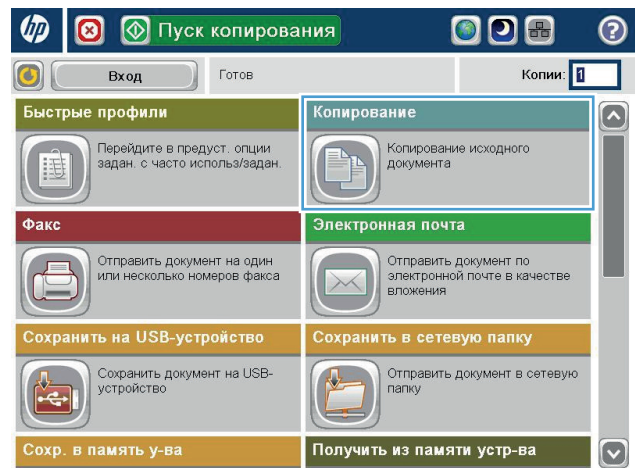 hp
Пуск копирования
?
Вход
Готов
Копии: 1
Быстрые профили
Перейдите в предуст. опции
задан. с часто использ/задан.
Копирование
Копирование исходного
документа
Факс
Отправить документ на один
или несколько номеров факса
Электронная почта
Отправить документ по
электронной почте в качестве
вложения
Сохранить на USB-устройство
Сохранить документ на USB-
устройство
Сохранить в сетевую папку
Отправить документ в сетевую
папку
Сохр. в память у-ва
Получить из памяти устр-ва